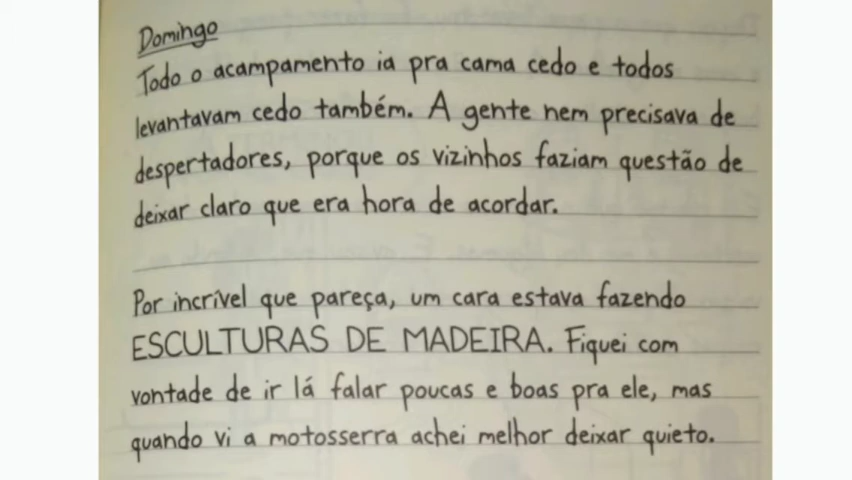 Domingo
Todo o acampamento ia pra cama cedo e todos
levantavam cedo também. A gente nem precisava de
despertadores, porque os vizinhos faziam questão de
deixar claro que era hora de acordar.
Por incrível que pareça, um cara estava fazendo
ESCULTURAS DE MADEIRA. Fiquei com
vontade de ir lá falar poucas e boas pra ele, mas
quando vi a motosserra achei melhor deixar quieto.